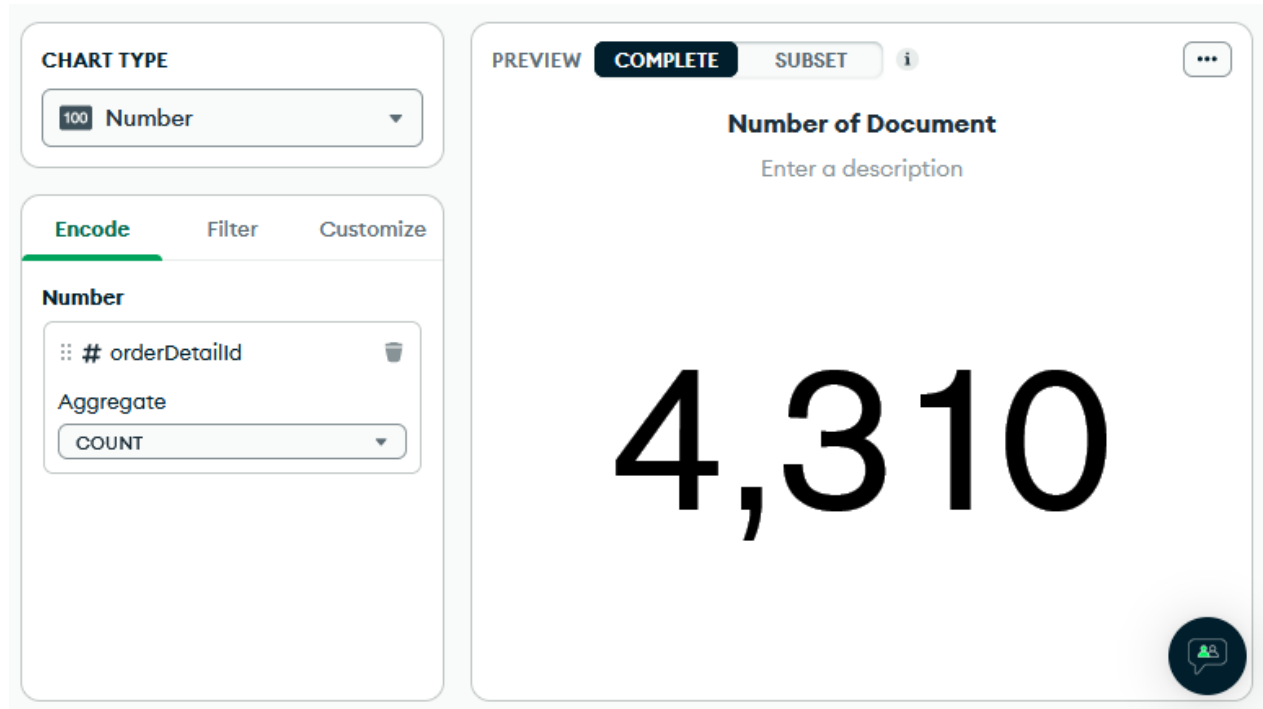 CHART TYPE
100 Number
Encode Filter Customize
Number
# orderDetailId
Aggregate
COUNT
PREVIEW COMPLETE SUBSET i
Number of Document
Enter a description
4,310